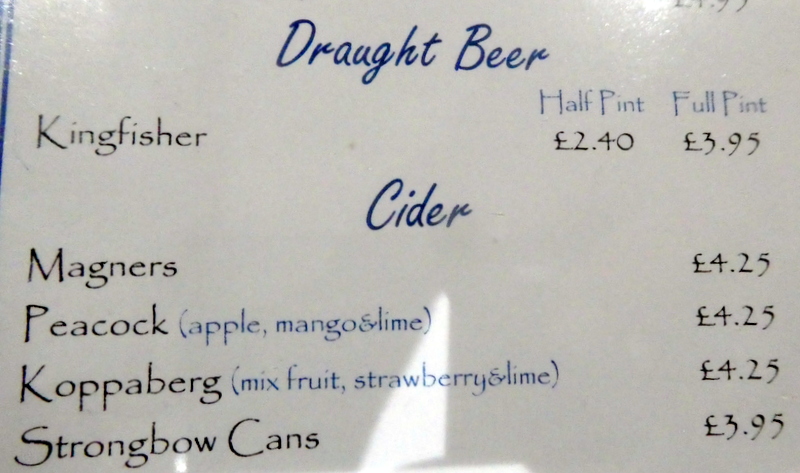 Draught Beer
Half Pint Full Pint
Kingfisher £2.40 £3.95
Cider
Magners £4.25
Peacock (apple, mango&lime) £4.25
Koppaberg (mix fruit, strawberry&lime) £4.25
Strongbow Cans £3.95